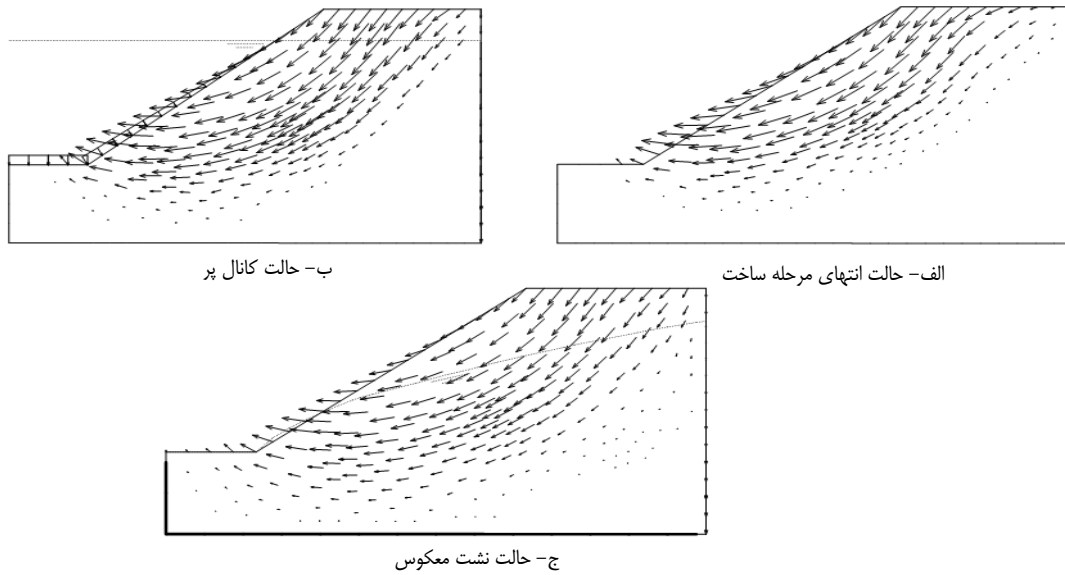 الف- حالت انتهای مرحله ساخت
ب- حالت کانال پر
ج- حالت نشت معکوس